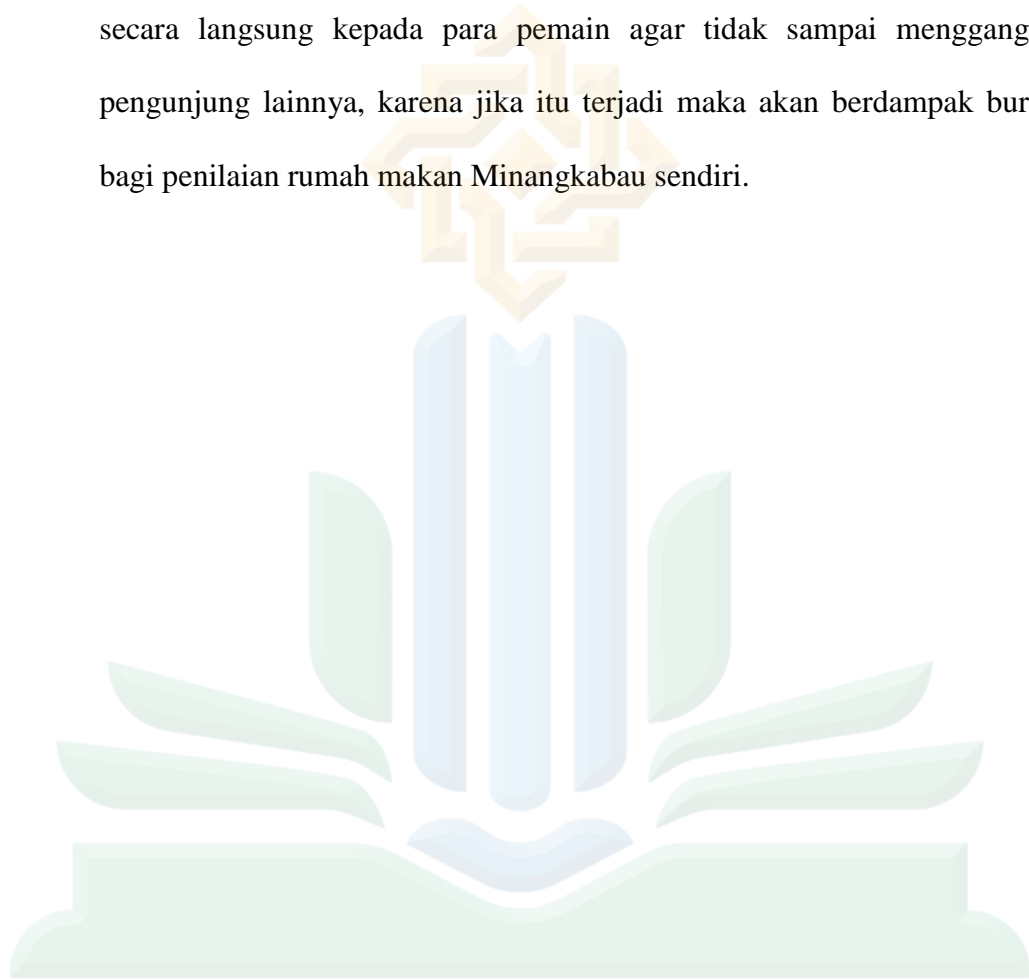 secara langsung kepada para pemain agar tidak sampai menggang
pengunjung lainnya, karena jika itu terjadi maka akan berdampak bur
bagi penilaian rumah makan Minangkabau sendiri.